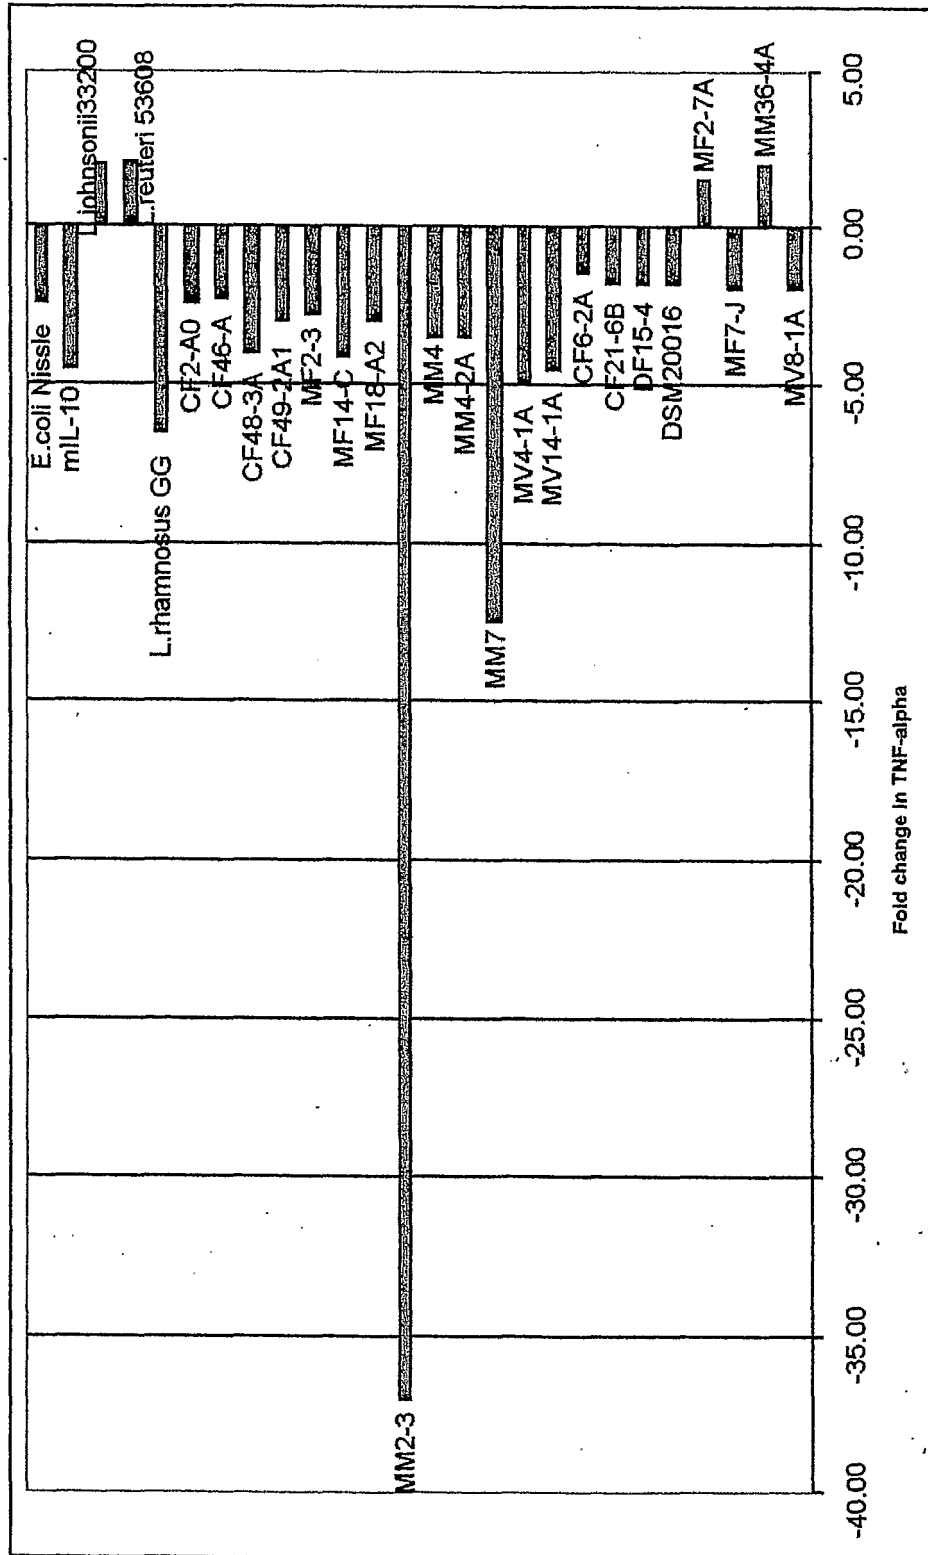 E.coli Nissle
mIL-10
L.johnsonii33200
..reuteri 53608
L.rhamnosus GG
CF2-A0
CF46-A
CF48-3A
CF49-2A1
MF2-3
MF14-C
MF18-A2
MM2-3
MM4
MM4-2A
MM7
MV4-1A
MV14-1A
CF6-2A
CF21-6B
DF15-4
DSM20016
MF2-7A
MF7-J
MM36-4A
MV8-1A
-40.00 -35.00 -30.00 -25.00 -20.00 -15.00 -10.00 -5.00 0.00 5.00
Fold change in TNF-alpha